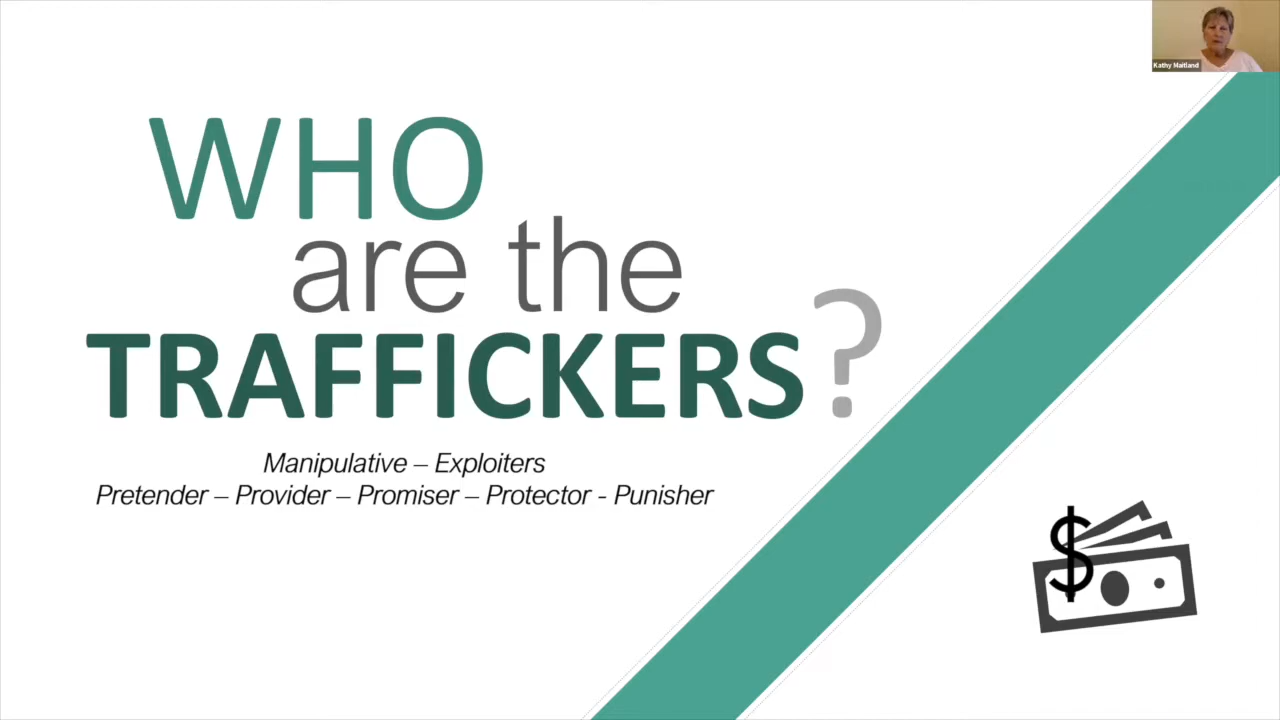 Kathy Maitland
WHO
are the
TRAFFICKERS?
Manipulative – Exploiters
Pretender – Provider – Promiser – Protector - Punisher
$